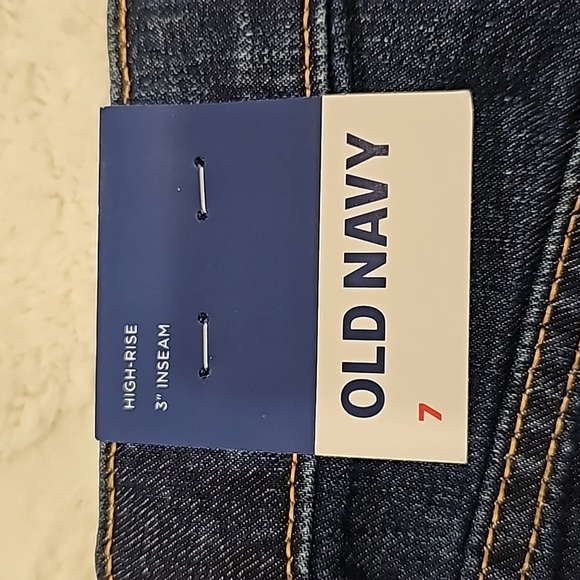 HIGH-RISE
3" INSEAM
OLD NAVY
7